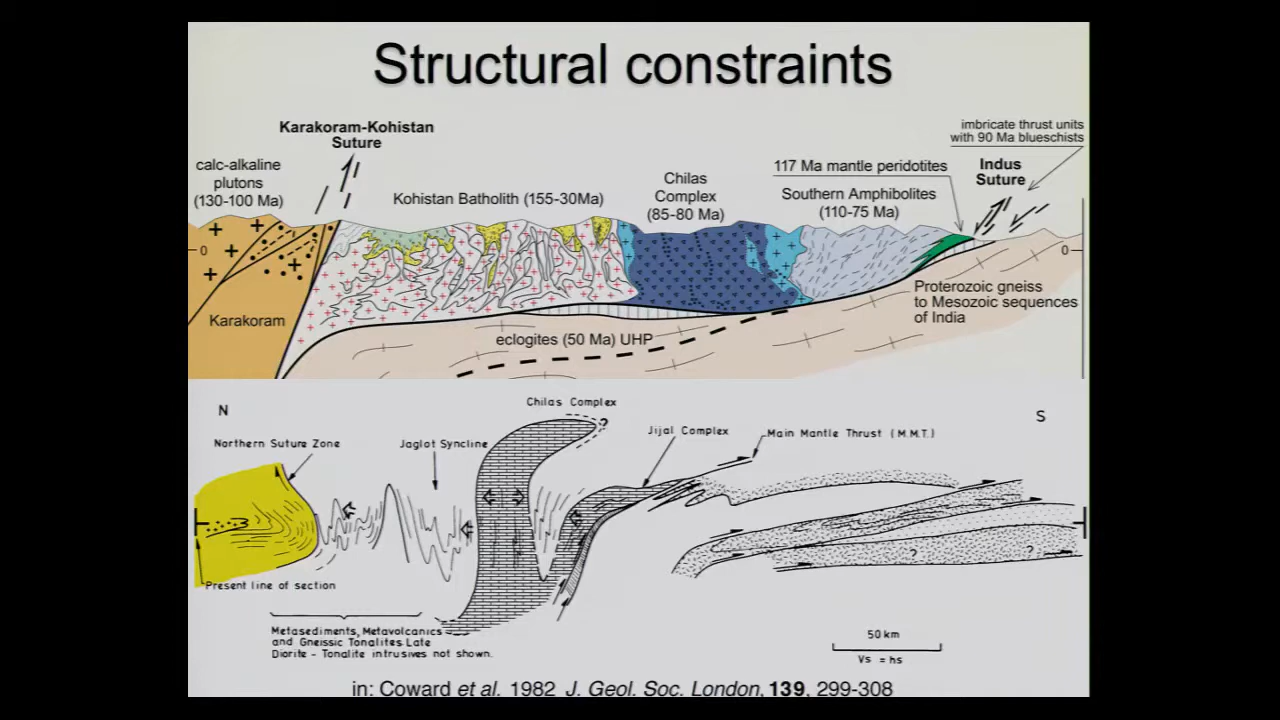 Structural constraints
Karakoram-Kohistan
Suture
calc-alkaline
plutons
(130-100 Ma)
Kohistan Batholith (155-30Ma)
Chilas
Complex
(85-80 Ma)
117 Ma mantle peridotites
Southern Amphibolites
(110-75 Ma)
imbricate thrust units
with 90 Ma blueschists
Indus
Suture
0
0
Karakoram
eclogites (50 Ma) UHP
Proterozoic gneiss
to Mesozoic sequences
of India
N
S
Chilas Complex
?
Northern Suture Zone
Jaglot Syncline
Jijal Complex
Main Mantle Thrust (M.M.T.)
?
?
Present line of section
Metasediments, Metavolcanics
and Gneissic Tonalites. Late
Diorite - Tonalite intrusives not shown.
50 km
Vs = hs
in: Coward et al. 1982 J. Geol. Soc. London, 139, 299-308